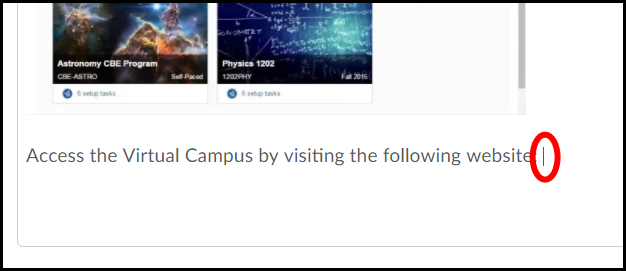 Astronomy CBE Program
CBE-ASTRO Self-Paced
6 setup tasks
Physics 1202
1202PHY Fall 2015
6 setup tasks
Access the Virtual Campus by visiting the following website